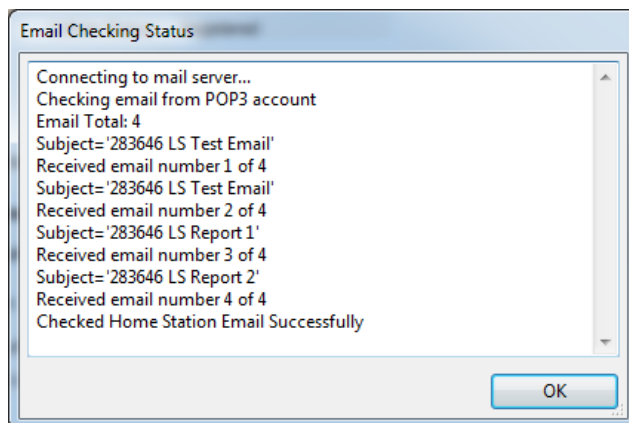 Email Checking Status
Connecting to mail server...
Checking email from POP3 account
Email Total: 4
Subject='283646 LS Test Email'
Received email number 1 of 4
Subject='283646 LS Test Email'
Received email number 2 of 4
Subject='283646 LS Report 1'
Received email number 3 of 4
Subject='283646 LS Report 2'
Received email number 4 of 4
Checked Home Station Email Successfully
OK